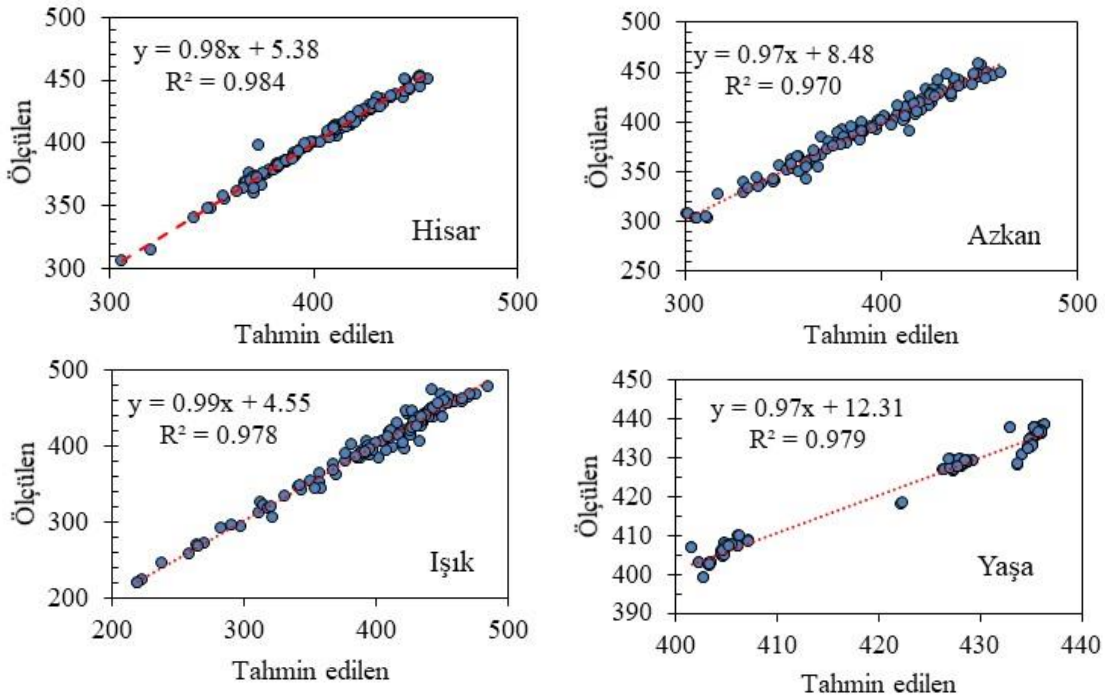 500
450
400
350
300
Ölçülen
y = 0.98x + 5.38
R² = 0.984
Hisar
300
400
500
Tahmin edilen
500
450
400
350
300
250
Ölçülen
y = 0.97x + 8.48
R² = 0.970
Azkan
300
400
500
Tahmin edilen
500
400
300
200
Ölçülen
y = 0.99x + 4.55
R² = 0.978
Işık
200
300
400
500
Tahmin edilen
450
440
430
420
410
400
390
Ölçülen
y = 0.97x + 12.31
R² = 0.979
Yaşa
400
410
420
430
440
Tahmin edilen